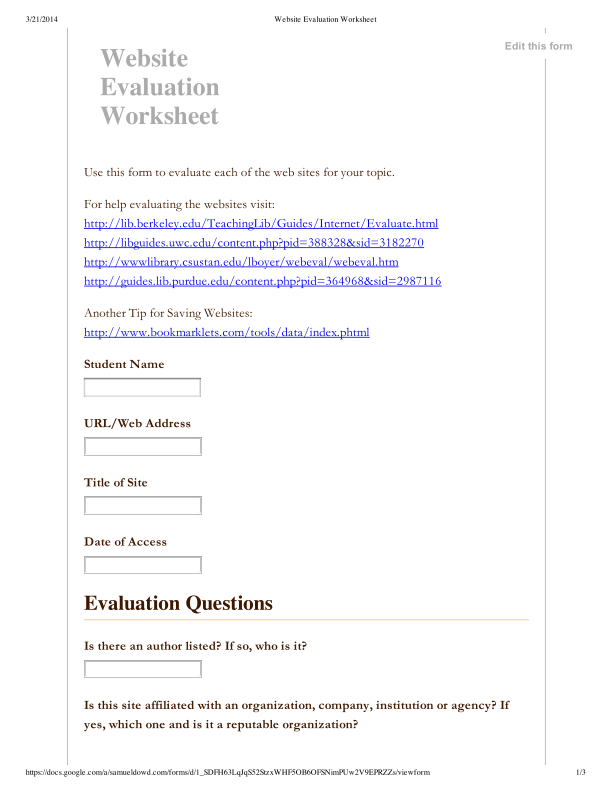 3/21/2014
Website Evaluation Worksheet
Edit this form
Website
Evaluation
Worksheet
Use this form to evaluate each of the web sites for your topic.
For help evaluating the websites visit:
http://lib.berkeley.edu/TeachingLib/Guides/Internet/Evaluate.html
http://libguides.uwc.edu/content.php?pid=388328&sid=3182270
http://wwwlibrary.csustan.edu/lboyer/webeval/webeval.htm
http://guides.lib.purdue.edu/content.php?pid=364968&sid=2987116
Another Tip for Saving Websites:
http://www.bookmarklets.com/tools/data/index.phtml
Student Name
URL/Web Address
Title of Site
Date of Access
Evaluation Questions
Is there an author listed? If so, who is it?
Is this site affiliated with an organization, company, institution or agency? If
yes, which one and is it a reputable organization?
https://docs.google.com/a/samueldowd.com/forms/d/1_SDFH63LqJqS52StzxWHF5OB6OFSNimPUw2V9EPRZZs/viewform
1/3